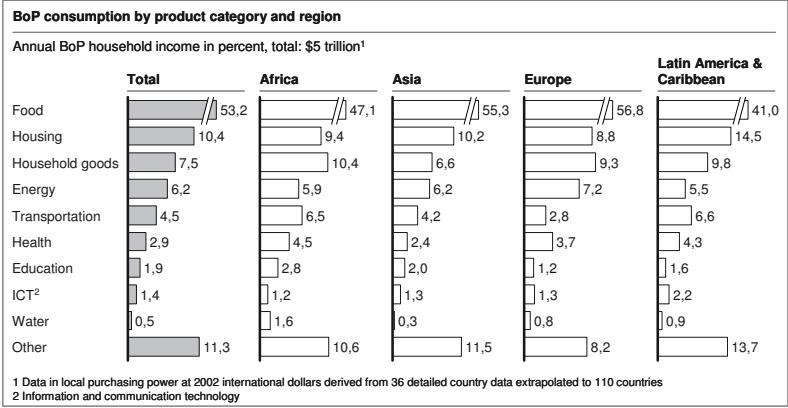 BoP consumption by product category and region
Annual BoP household income in percent, total: $5 trillion1
Total Africa Asia Europe Latin America & Caribbean
Food 53,2 47,1 55,3 56,8 41,0
Housing 10,4 9,4 10,2 8,8 14,5
Household goods 7,5 10,4 6,6 9,3 9,8
Energy 6,2 5,9 6,2 7,2 5,5
Transportation 4,5 6,5 4,2 2,8 6,6
Health 2,9 4,5 2,4 3,7 4,3
Education 1,9 2,8 2,0 1,2 1,6
ICT2 1,4 1,2 1,3 1,3 2,2
Water 0,5 1,6 0,3 0,8 0,9
Other 11,3 10,6 11,5 8,2 13,7
1 Data in local purchasing power at 2002 international dollars derived from 36 detailed country data extrapolated to 110 countries
2 Information and communication technology